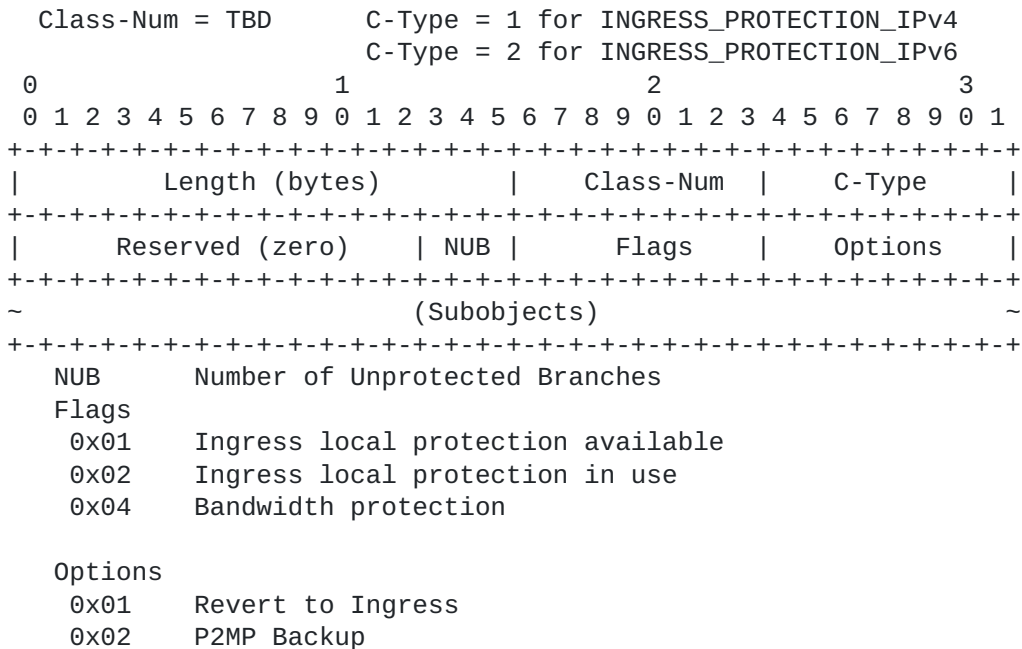 Class-Num = TBD      C-Type = 1 for INGRESS_PROTECTION_IPv4
                       C-Type = 2 for INGRESS_PROTECTION_IPv6
 0                   1                   2                   3
 0 1 2 3 4 5 6 7 8 9 0 1 2 3 4 5 6 7 8 9 0 1 2 3 4 5 6 7 8 9 0 1
+-+-+-+-+-+-+-+-+-+-+-+-+-+-+-+-+-+-+-+-+-+-+-+-+-+-+-+-+-+-+-+-+
|         Length (bytes)        |    Class-Num  |    C-Type     |
+-+-+-+-+-+-+-+-+-+-+-+-+-+-+-+-+-+-+-+-+-+-+-+-+-+-+-+-+-+-+-+-+
|      Reserved (zero)    | NUB |      Flags    |    Options    |
+-+-+-+-+-+-+-+-+-+-+-+-+-+-+-+-+-+-+-+-+-+-+-+-+-+-+-+-+-+-+-+-+
~                         (Subobjects)                          ~
+-+-+-+-+-+-+-+-+-+-+-+-+-+-+-+-+-+-+-+-+-+-+-+-+-+-+-+-+-+-+-+-+
   NUB      Number of Unprotected Branches
   Flags
    0x01    Ingress local protection available
    0x02    Ingress local protection in use
    0x04    Bandwidth protection

   Options
    0x01    Revert to Ingress
    0x02    P2MP Backup